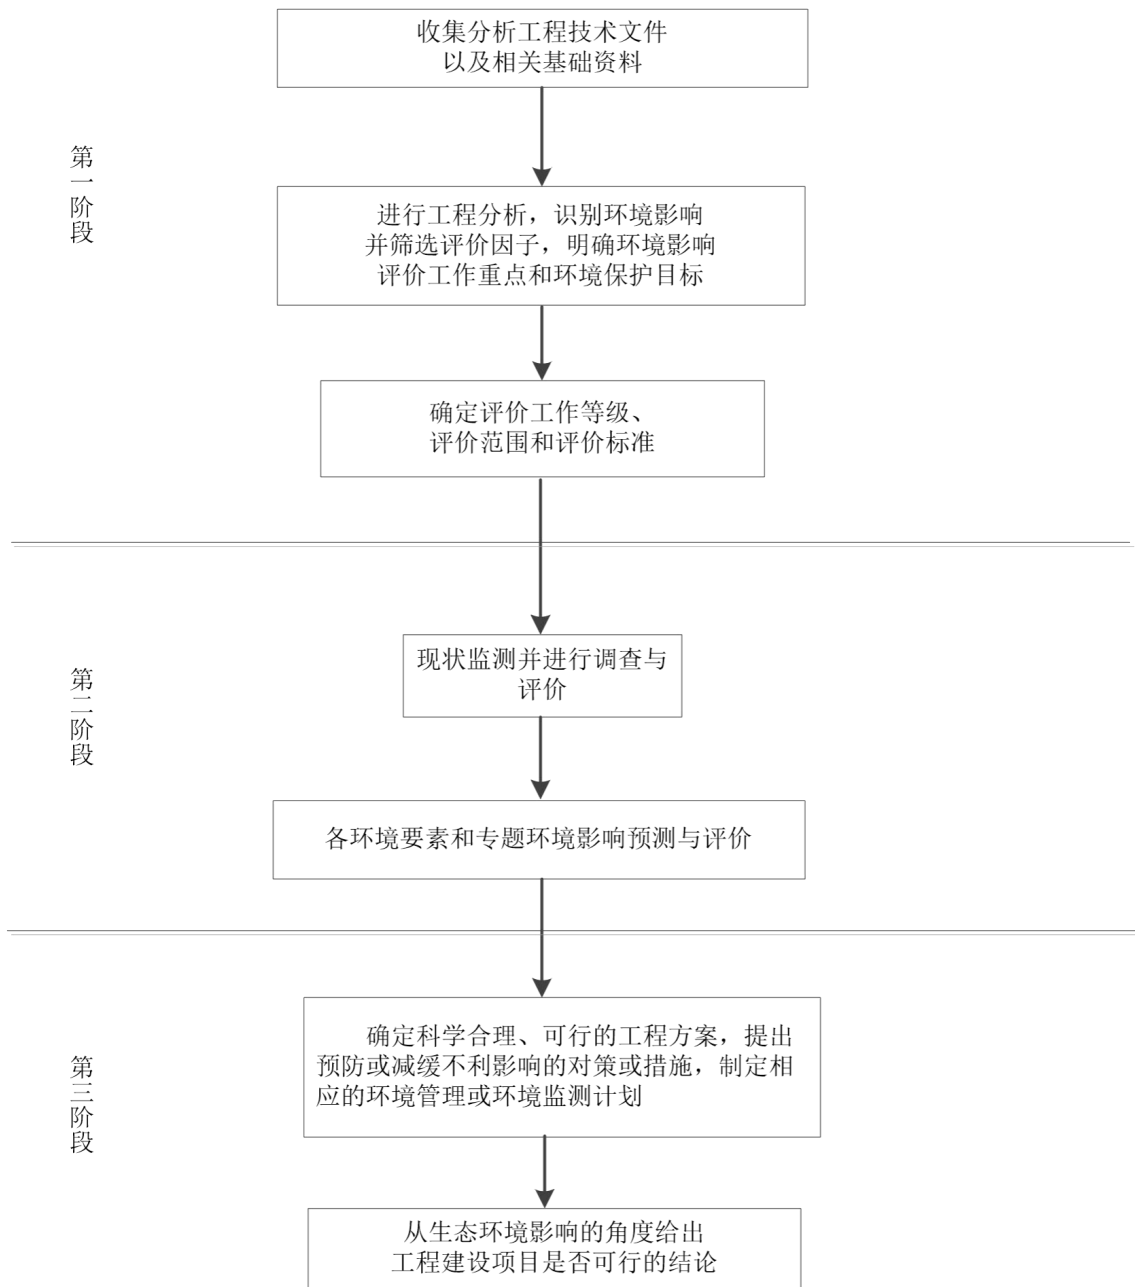 收集分析工程技术文件
以及相关基础资料
第一阶段
进行工程分析，识别环境影响
并筛选评价因子，明确环境影响
评价工作重点和环境保护目标
确定评价工作等级、
评价范围和评价标准
第二阶段
现状监测并进行调查与
评价
各环境要素和专题环境影响预测与评价
第三阶段
确定科学合理、可行的工程方案，提出
预防或减缓不利影响的对策或措施，制定相
应的环境管理或环境监测计划
从生态环境影响的角度给出
工程建设项目是否可行的结论